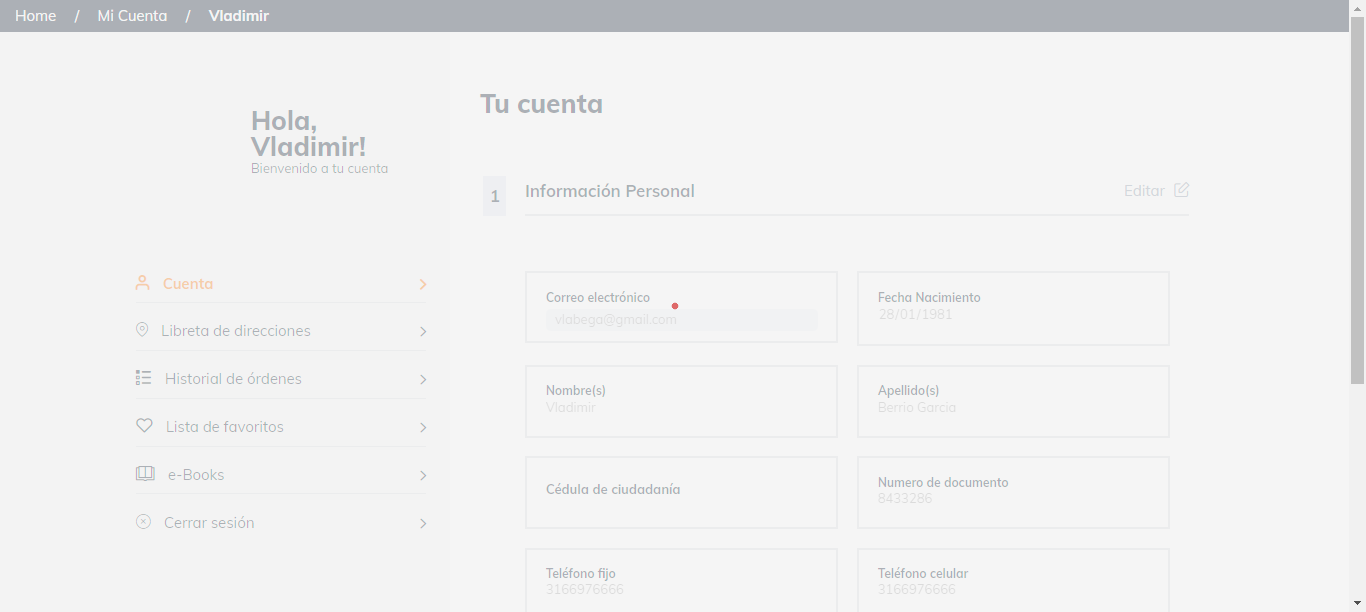 Home / Mi Cuenta / Vladimir
Hola,
Vladimir!
Bienvenido a tu cuenta
Cuenta
Libreta de direcciones
Historial de órdenes
Lista de favoritos
e-Books
Cerrar sesión
Tu cuenta
1 Información Personal Editar
Correo electrónico
vlabega@gmail.com
Fecha Nacimiento
28/01/1981
Nombre(s)
Vladimir
Apellido(s)
Berrio Garcia
Cédula de ciudadanía
Numero de documento
8433286
Teléfono fijo
3166976666
Teléfono celular
3166976666